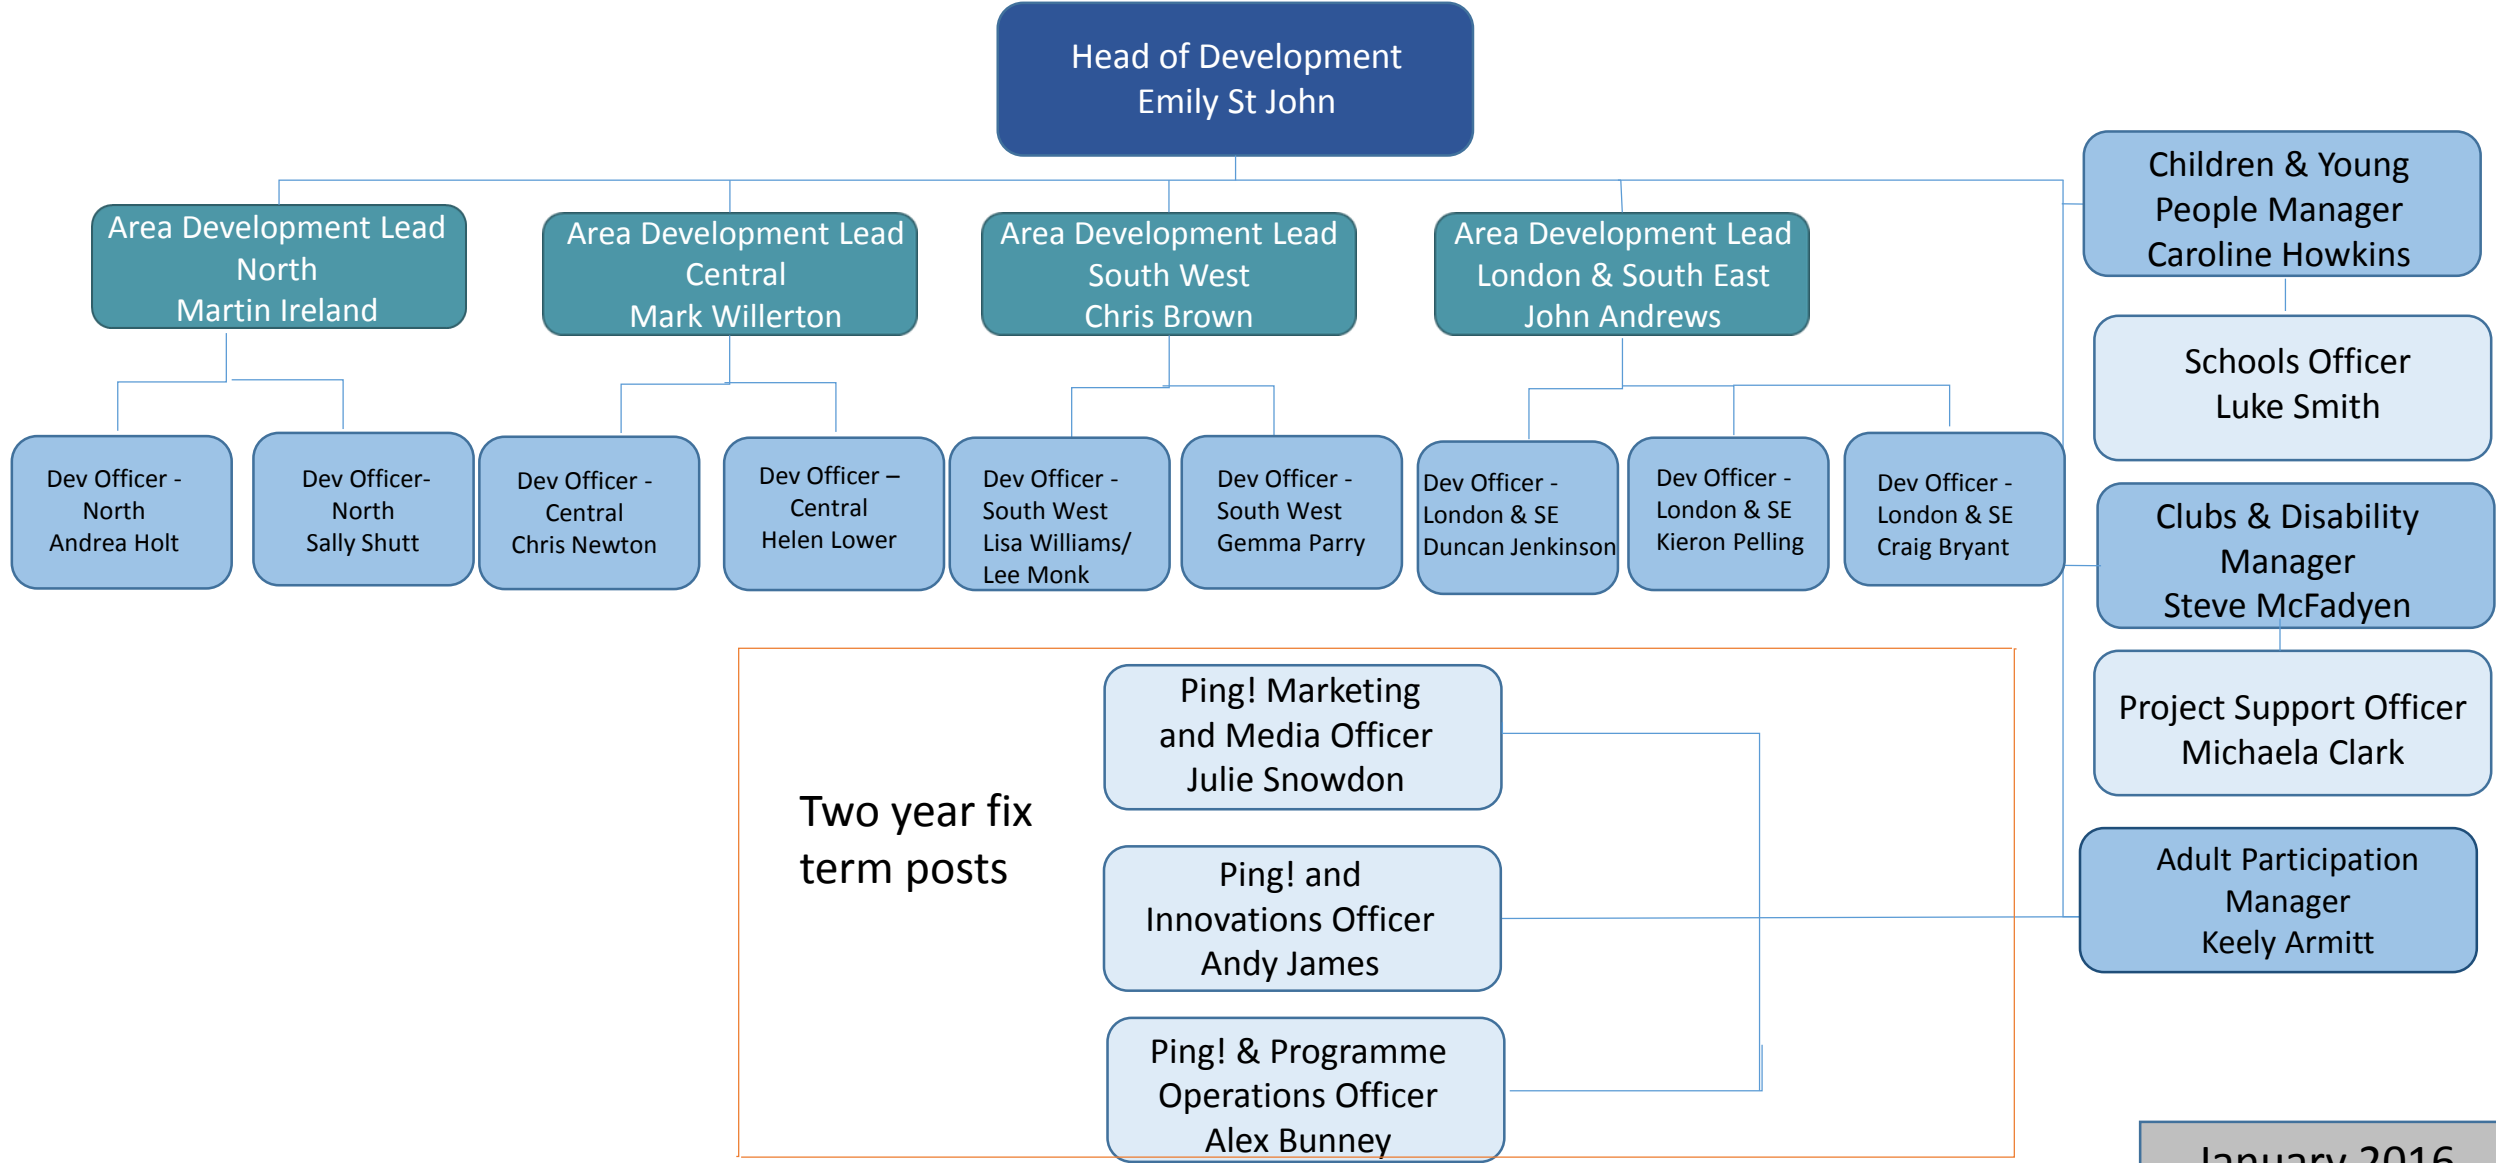 Head of Development
Emily St John
Area Development Lead
North
Martin Ireland
Area Development Lead
Central
Mark Willerton
Area Development Lead
South West
Chris Brown
Area Development Lead
London & South East
John Andrews
Children & Young
People Manager
Caroline Howkins
Schools Officer
Luke Smith
Dev Officer -
North
Andrea Holt
Dev Officer-
North
Sally Shutt
Dev Officer -
Central
Chris Newton
Dev Officer –
Central
Helen Lower
Dev Officer -
South West
Lisa Williams/
Lee Monk
Dev Officer -
South West
Gemma Parry
Dev Officer -
London & SE
Duncan Jenkinson
Dev Officer -
London & SE
Kieron Pelling
Dev Officer -
London & SE
Craig Bryant
Clubs & Disability
Manager
Steve McFadyen
Project Support Officer
Michaela Clark
Two year fix
term posts
Ping! Marketing
and Media Officer
Julie Snowdon
Ping! and
Innovations Officer
Andy James
Ping! & Programme
Operations Officer
Alex Bunney
Adult Participation
Manager
Keely Armitt
January 2016